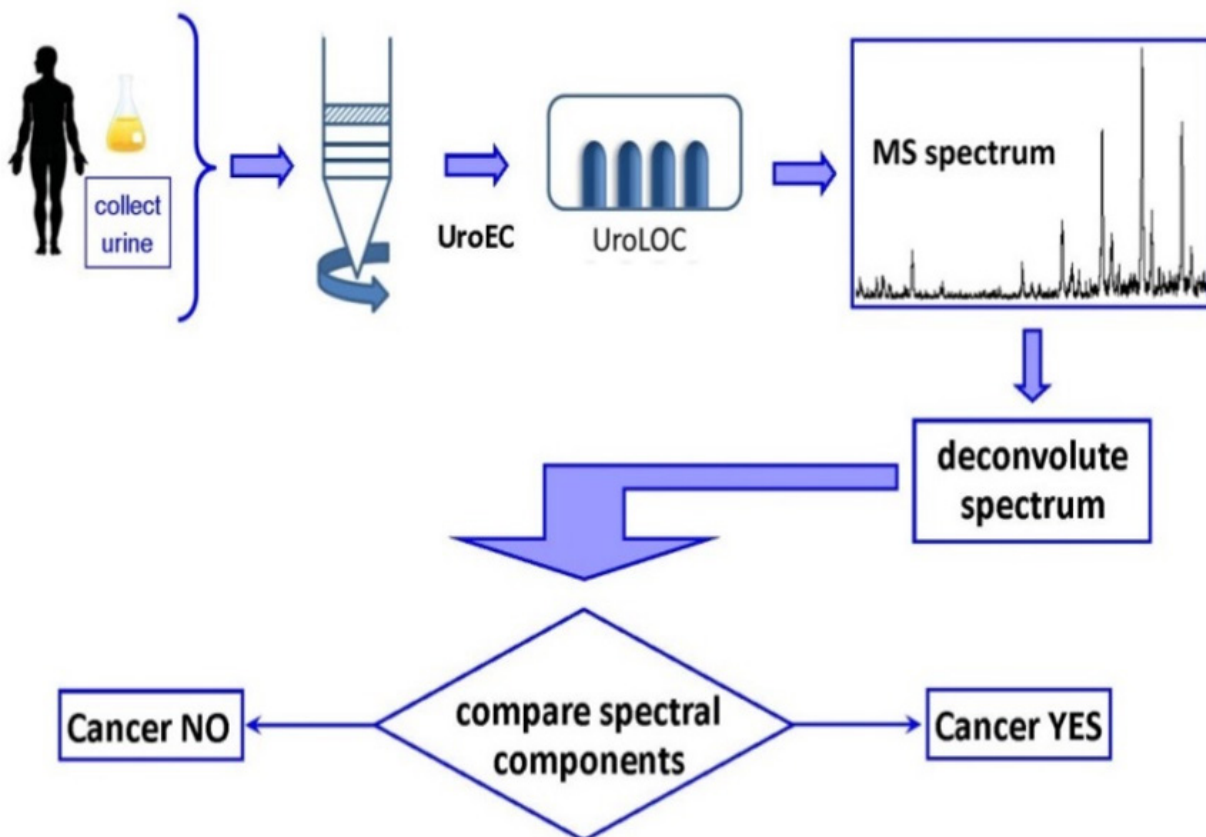 collect
urine
UroEC
UroLOC
MS spectrum
deconvolute
spectrum
compare spectral
components
Cancer NO
Cancer YES